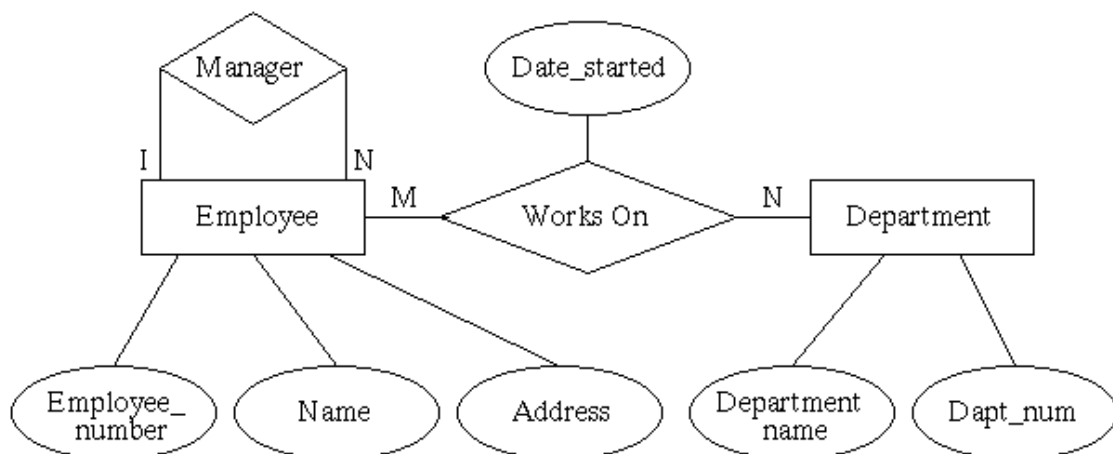 Manager
Date_started
I
N
Employee
M
Works On
N
Department
Employee_
number
Name
Address
Department
name
Dapt_num